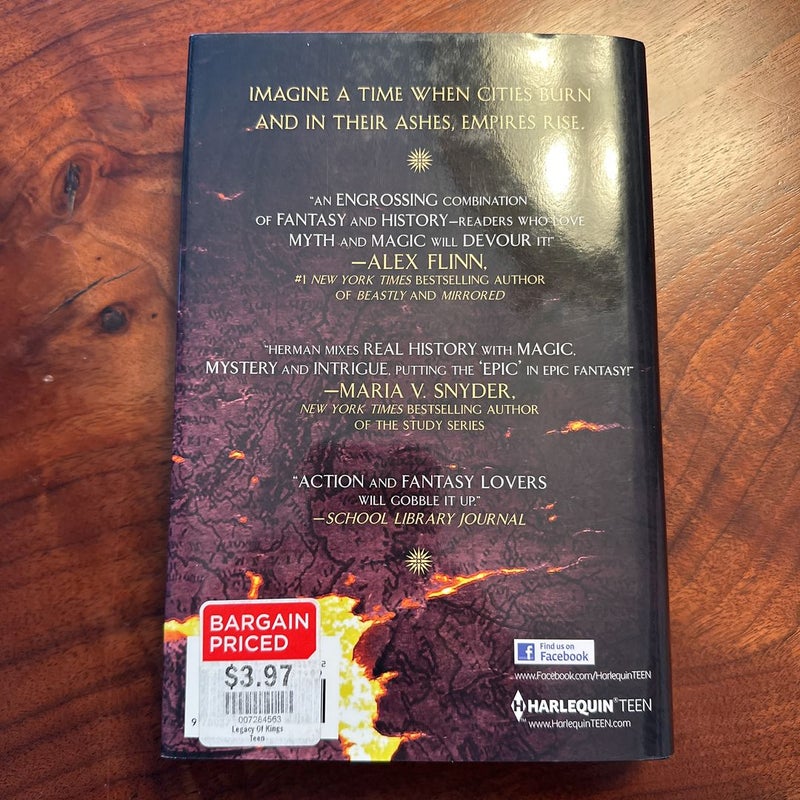 IMAGINE A TIME WHEN CITIES BURN
AND IN THEIR ASHES, EMPIRES RISE.
"AN ENGROSSING COMBINATION
OF FANTASY AND HISTORY—READERS WHO LOVE
MYTH AND MAGIC WILL DEVOUR IT!"
—ALEX FLINN,
#1 NEW YORK TIMES BESTSELLING AUTHOR
OF BEASTLY AND MIRRORED
"HERMAN MIXES REAL HISTORY WITH MAGIC,
MYSTERY AND INTRIGUE, PUTTING THE 'EPIC' IN EPIC FANTASY!"
—MARIA V. SNYDER,
NEW YORK TIMES BESTSELLING AUTHOR
OF THE STUDY SERIES
"ACTION AND FANTASY LOVERS
WILL GOBBLE IT UP."
—SCHOOL LIBRARY JOURNAL
BARGAIN
PRICED
$3.97
007284563
Legacy Of Kings
Teen
9
Find us on
Facebook
www.Facebook.com/HarlequinTEEN
HARLEQUIN® TEEN
™
www.HarlequinTEEN.com